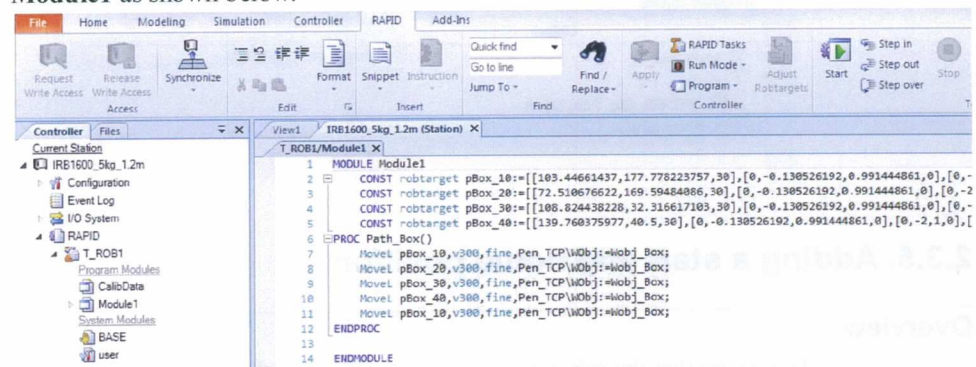 Module1 as shown below.
File Home Modeling Simulation Controller RAPID Add-Ins
Request Write Access
Release Write Access
Synchronize
Access
Edit
Format
Snippet
Instruction
Insert
Quick find
Go to line
Jump To
Find / Replace
Find
Apply
RAPID Tasks
Run Mode
Program
Adjust Robtargets
Controller
Start
Step in
Step out
Step over
Stop
Controller Files
Current Station
IRB1600_5kg_1.2m
Configuration
Event Log
I/O System
RAPID
T_ROB1
Program Modules
CalibData
Module1
System Modules
BASE
user
View1 IRB1600_5kg_1.2m (Station) X
T_ROB1/Module1 X
1 MODULE Module1
2 CONST robtarget pBox_10:=[[103.44661437,177.778223757,30],[0,-0.130526192,0.991444861,0],[0,-
3 CONST robtarget pBox_20:=[[72.510676622,169.59484086,30],[0,-0.130526192,0.991444861,0],[0,-2
4 CONST robtarget pBox_30:=[[108.824438228,32.316617103,30],[0,-0.130526192,0.991444861,0],[0,-
5 CONST robtarget pBox_40:=[[139.760375977,40.5,30],[0,-0.130526192,0.991444861,0],[0,-2,1,0],[
6 PROC Path_Box()
7 MoveL pBox_10,v300,fine,Pen_TCP\WObj:=Wobj_Box;
8 MoveL pBox_20,v300,fine,Pen_TCP\WObj:=Wobj_Box;
9 MoveL pBox_30,v300,fine,Pen_TCP\WObj:=Wobj_Box;
10 MoveL pBox_40,v300,fine,Pen_TCP\WObj:=Wobj_Box;
11 MoveL pBox_10,v300,fine,Pen_TCP\WObj:=Wobj_Box;
12 ENDPROC
13
14 ENDMODULE